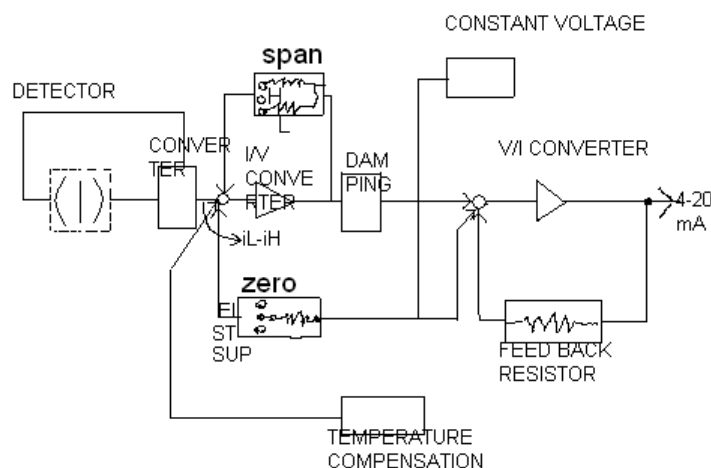 CONSTANT VOLTAGE
span
DETECTOR
H
L
CONVER
TER
I/V
CONVE
RTER
DAM
PING
V/I CONVERTER
4-20
mA
iL-iH
zero
EL
ST
SUP
FEED BACK
RESISTOR
TEMPERATURE
COMPENSATION